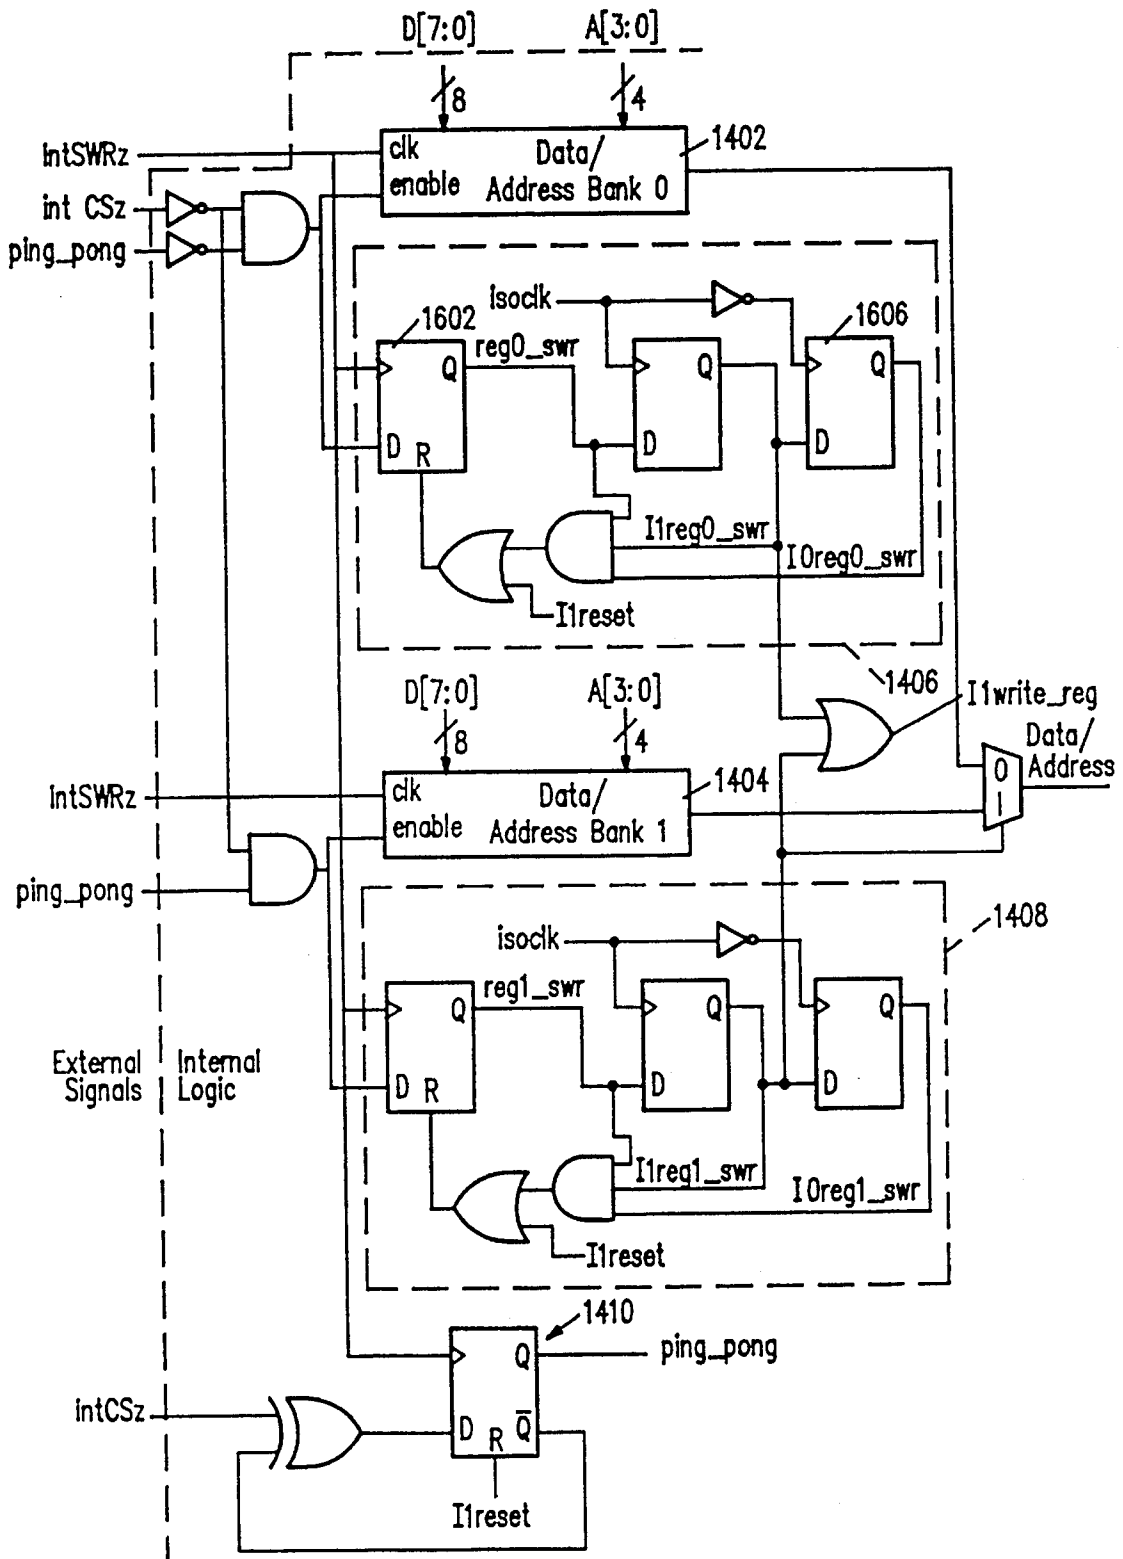 D[7:0] A[3:0]
8 4
IntSWRz
clk Data/ 1402
enable Address Bank 0
int CSz
ping_pong
isoclk
1602 reg0_swr 1606
Q Q Q
D R D D
I1reg0_swr
I0reg0_swr
I1reset
1406
D[7:0] A[3:0]
I1write_reg
8 4
Data/
Address
0
1
IntSWRz
clk Data/ 1404
enable Address Bank 1
ping_pong
1408
isoclk
reg1_swr
Q Q Q
D R D D
External Internal
Signals Logic
I1reg1_swr
I0reg1_swr
I1reset
1410
Q ping_pong
intCSz
D R Q̅
I1reset